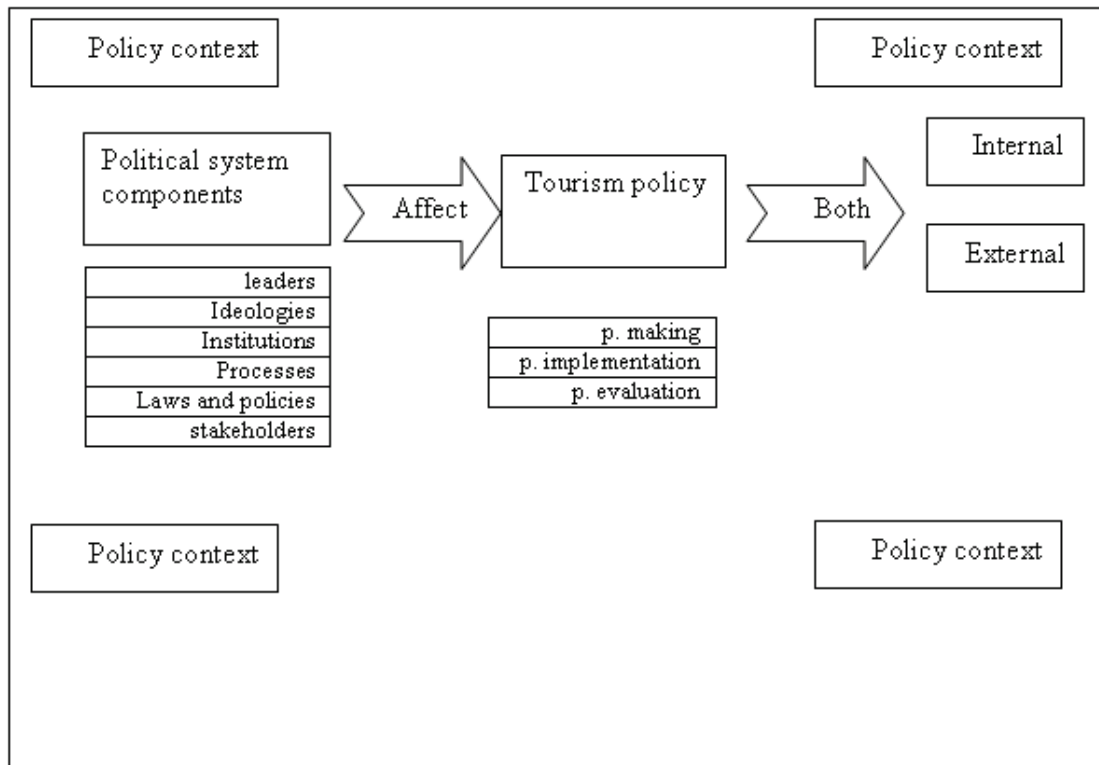 Policy context
Policy context
Political system
components
Affect
Tourism policy
Both
Internal
External
leaders
Ideologies
Institutions
Processes
Laws and policies
stakeholders
p. making
p. implementation
p. evaluation
Policy context
Policy context